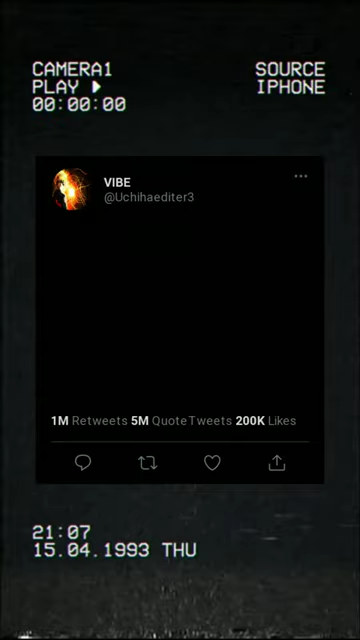 CAMERA1
PLAY
00:00:00
SOURCE
IPHONE
VIBE
@Uchihaediter3
1M Retweets 5M QuoteTweets 200K Likes
21:07
15.04.1993 THU